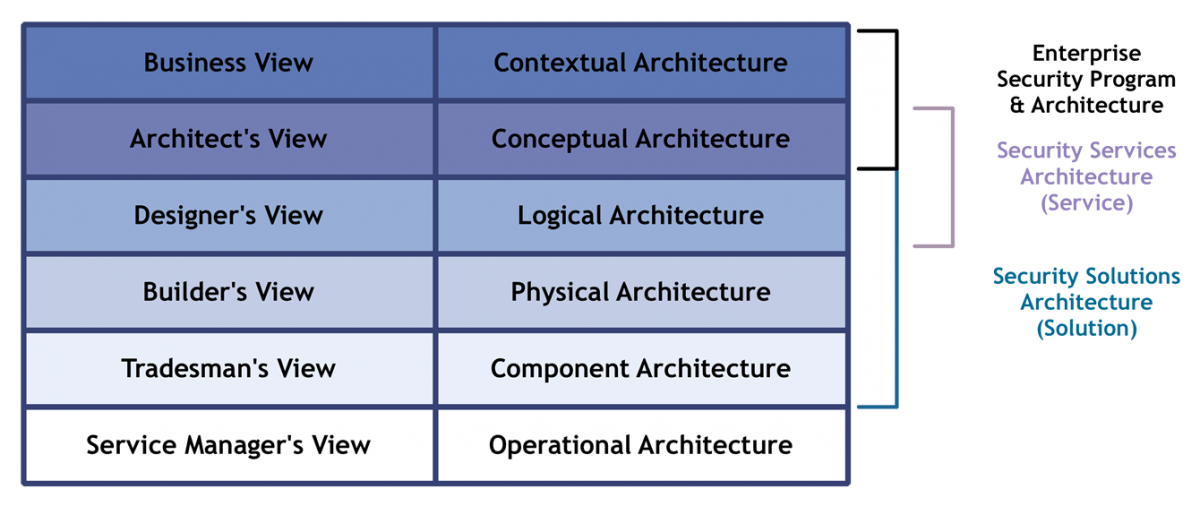 Business View
Contextual Architecture
Architect's View
Conceptual Architecture
Designer's View
Logical Architecture
Builder's View
Physical Architecture
Tradesman's View
Component Architecture
Service Manager's View
Operational Architecture
Enterprise
Security Program
& Architecture
Security Services
Architecture
(Service)
Security Solutions
Architecture
(Solution)